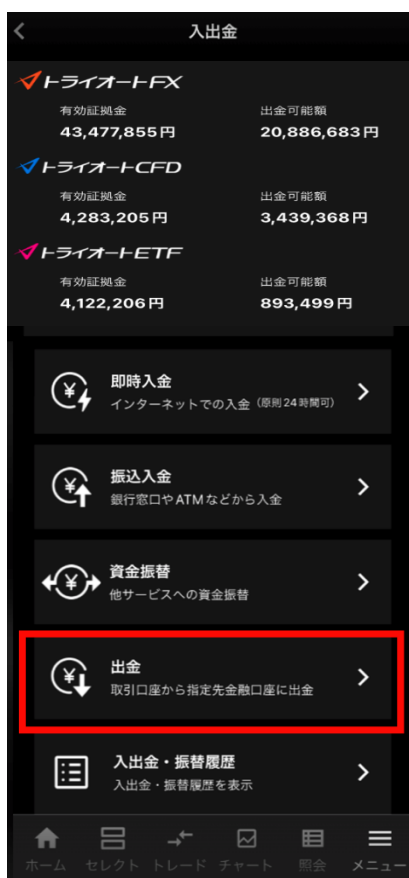 入出金
トライオートFX
有効証拠金 出金可能額
43,477,855円 20,886,683円
トライオートCFD
有効証拠金 出金可能額
4,283,205円 3,439,368円
トライオートETF
有効証拠金 出金可能額
4,122,206円 893,499円
即時入金
インターネットでの入金（原則24時間可）
振込入金
銀行窓口やATMなどから入金
資金振替
他サービスへの資金振替
出金
取引口座から指定先金融口座に出金
入出金・振替履歴
入出金・振替履歴を表示
ホーム セレクト トレード チャート 照会 メニュー